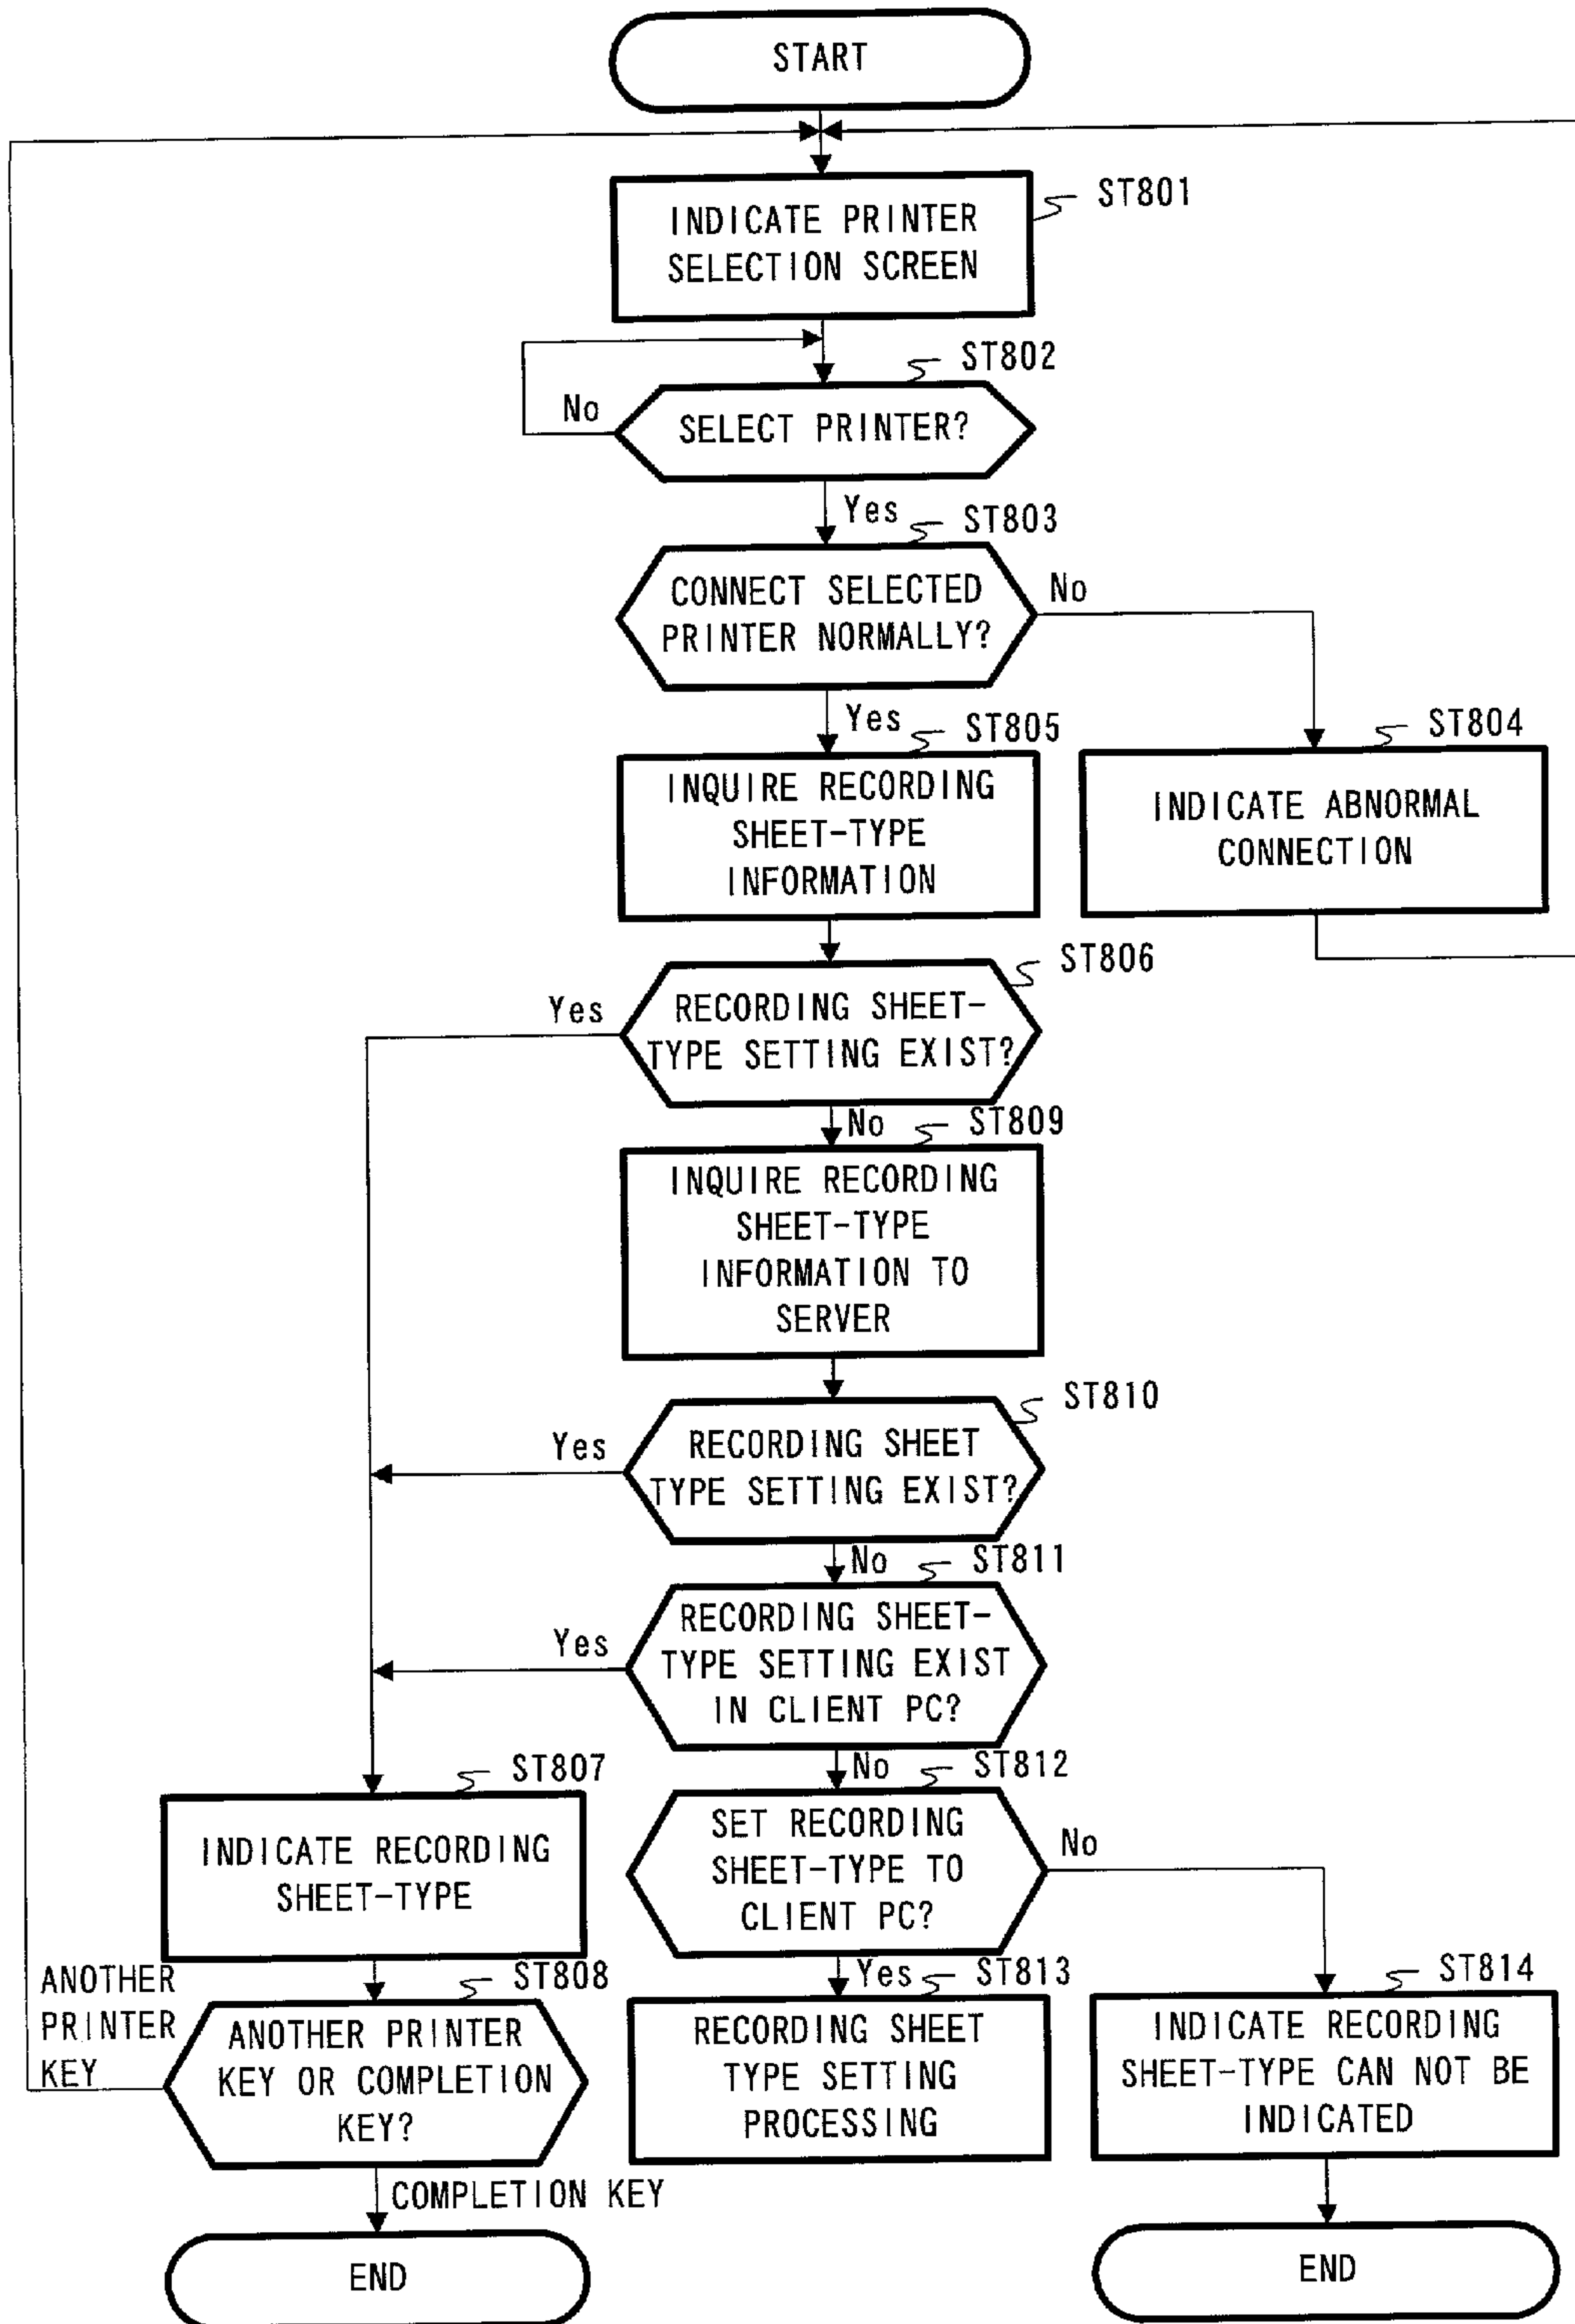 START
ST801
INDICATE PRINTER
SELECTION SCREEN
ST802
No
SELECT PRINTER?
Yes
ST803
CONNECT SELECTED
PRINTER NORMALLY?
No
Yes
ST805
ST804
INQUIRE RECORDING
SHEET-TYPE
INFORMATION
INDICATE ABNORMAL
CONNECTION
ST806
Yes
RECORDING SHEET-
TYPE SETTING EXIST?
No
ST809
INQUIRE RECORDING
SHEET-TYPE
INFORMATION TO
SERVER
ST810
Yes
RECORDING SHEET
TYPE SETTING EXIST?
No
ST811
Yes
RECORDING SHEET-
TYPE SETTING EXIST
IN CLIENT PC?
No
ST812
ST807
INDICATE RECORDING
SHEET-TYPE
SET RECORDING
SHEET-TYPE TO
CLIENT PC?
No
ANOTHER
PRINTER
KEY
ST808
Yes
ST813
ST814
ANOTHER PRINTER
KEY OR COMPLETION
KEY?
RECORDING SHEET
TYPE SETTING
PROCESSING
INDICATE RECORDING
SHEET-TYPE CAN NOT BE
INDICATED
COMPLETION KEY
END
END